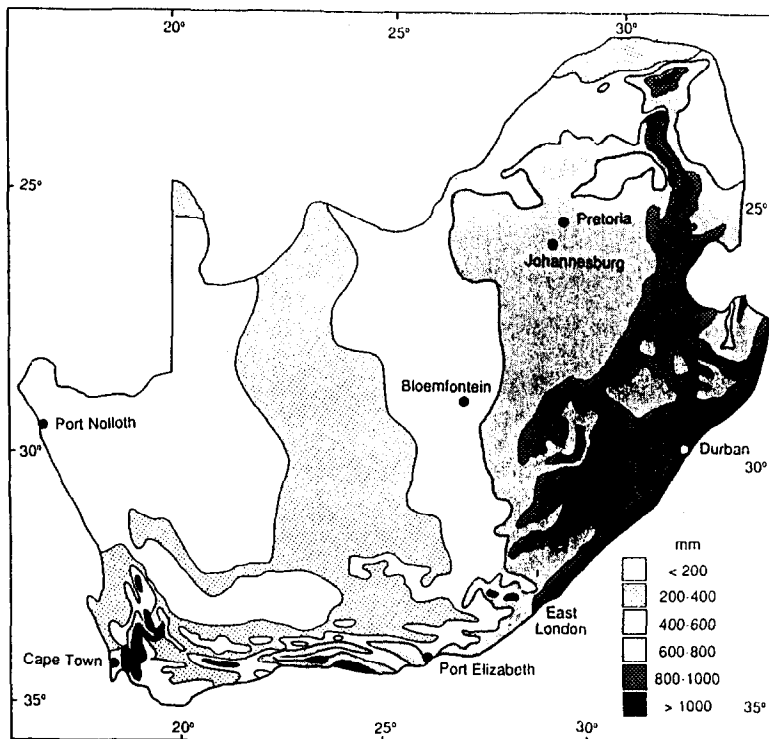 20°
25°
30°
25°
25°
Pretoria
Johannesburg
Bloemfontein
Port Nolloth
30°
30°
Durban
mm
< 200
200-400
400-600
600-800
800-1000
> 1000
East
London
Cape Town
Port Elizabeth
35°
35°
20°
25°
30°